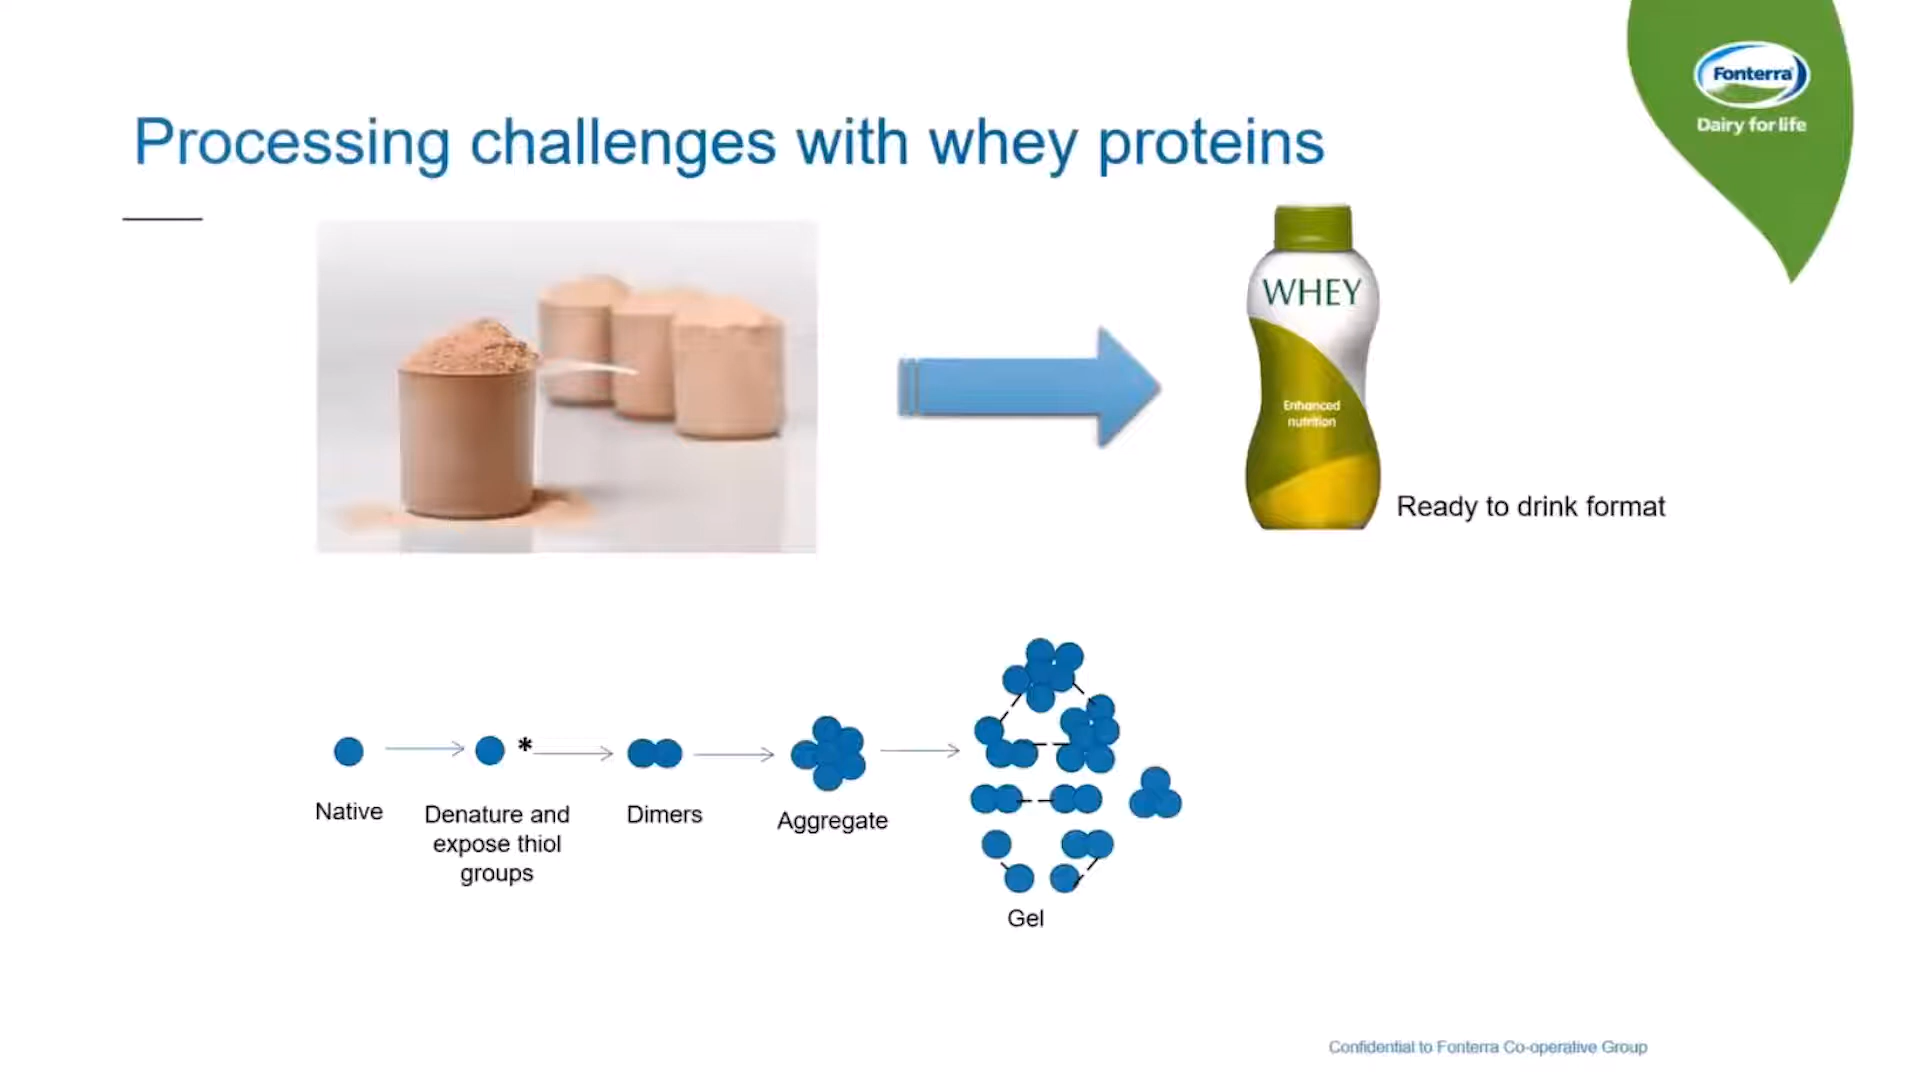 Fonterra
Dairy for life
Processing challenges with whey proteins
WHEY
Enhanced
nutrition
Ready to drink format
*
Native
Denature and
expose thiol
groups
Dimers
Aggregate
Gel
Confidential to Fonterra Co-operative Group